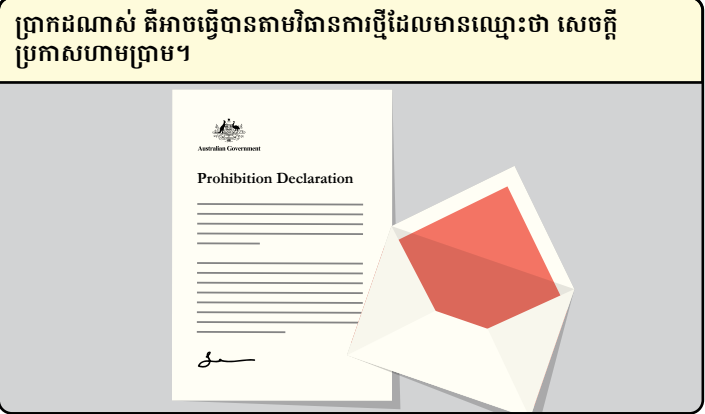 ប្រាកដណាស់ គឺអាចធ្វើបានតាមវិធានការថ្មីដែលមានឈ្មោះថា សេចក្តី
ប្រកាសហាមប្រាម។
Australian Government
Prohibition Declaration